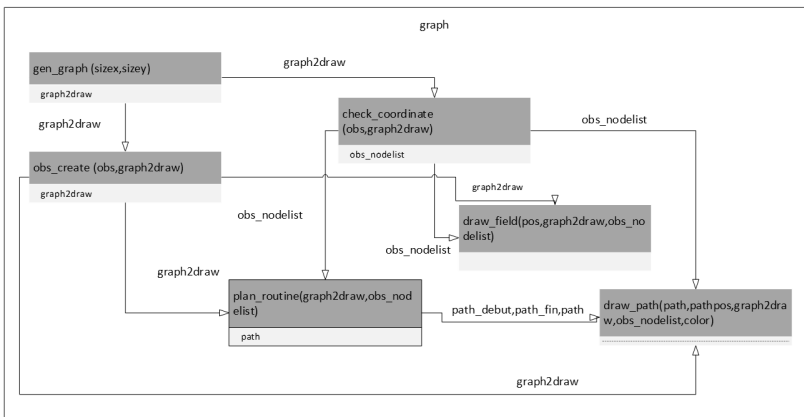 graph
graph2draw
gen_graph (sizex,sizey)
graph2draw
graph2draw
check_coordinate
(obs,graph2draw)
obs_nodelist
obs_nodelist
obs_create (obs,graph2draw)
graph2draw
graph2draw
obs_nodelist
draw_field(pos,graph2draw,obs_no
delist)
obs_nodelist
graph2draw
plan_routine(graph2draw,obs_nod
elist)
path
path_debut,path_fin,path
draw_path(path,pathpos,graph2dra
w,obs_nodelist,color)
graph2draw